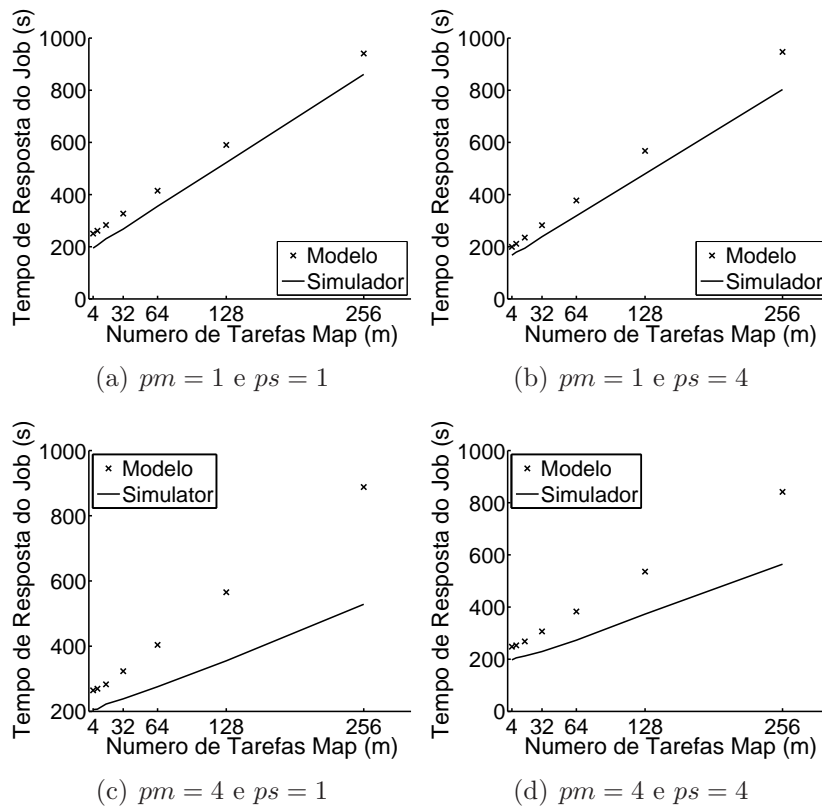 Tempo de Resposta do Job (s)
1000
800
600
400
200
0
Modelo
Simulador
4 32 64 128 256
Numero de Tarefas Map (m)
(a) pm = 1 e ps = 1
Tempo de Resposta do Job (s)
1000
800
600
400
200
0
Modelo
Simulador
4 32 64 128 256
Numero de Tarefas Map (m)
(b) pm = 1 e ps = 4
Tempo de Resposta do Job (s)
1000
800
600
400
200
Modelo
Simulator
4 32 64 128 256
Numero de Tarefas Map (m)
(c) pm = 4 e ps = 1
Tempo de Resposta do Job (s)
1000
800
600
400
200
0
Modelo
Simulador
4 32 64 128 256
Numero de Tarefas Map (m)
(d) pm = 4 e ps = 4